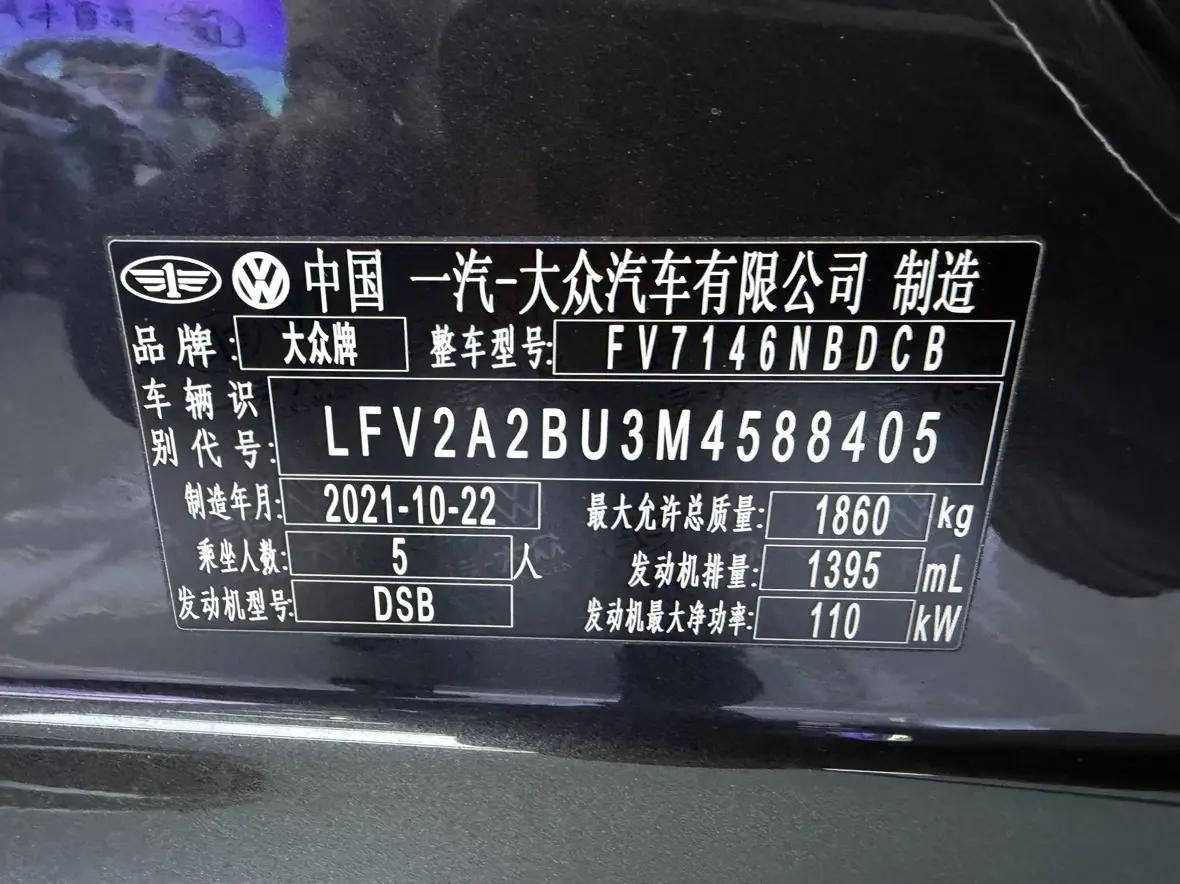 中国 一汽-大众汽车有限公司 制造
品牌: 大众牌 整车型号: FV7146NBDCB
车辆识别代号: LFV2A2BU3M4588405
制造年月: 2021-10-22 最大允许总质量: 1860 kg
乘坐人数: 5 人 发动机排量: 1395 mL
发动机型号: DSB 发动机最大净功率: 110 kW